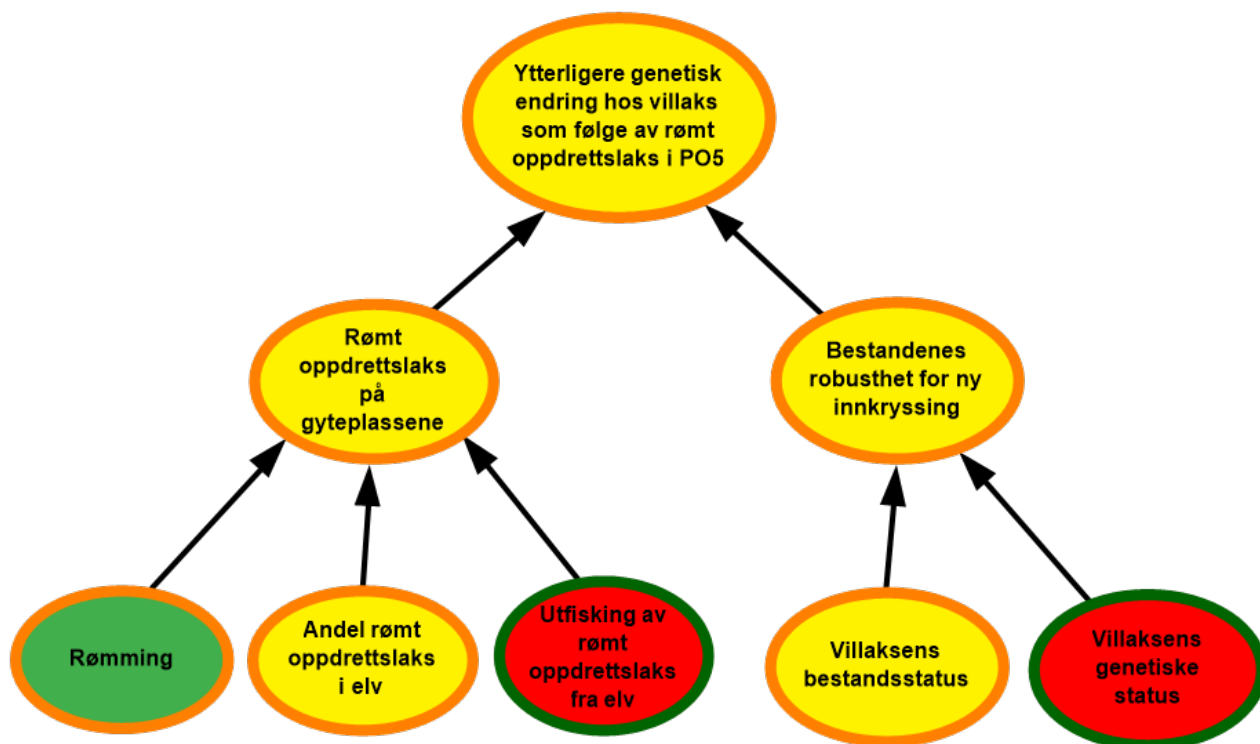 Ytterligere genetisk
endring hos villaks
som følge av rømt
oppdrettslaks i PO5
Rømt
oppdrettslaks
på
gyteplassene
Bestandenes
robusthet for ny
innkryssing
Rømming
Andel rømt
oppdrettslaks
i elv
Utfisking av
rømt
oppdrettslaks
fra elv
Villaksens
bestandsstatus
Villaksens
genetiske
status